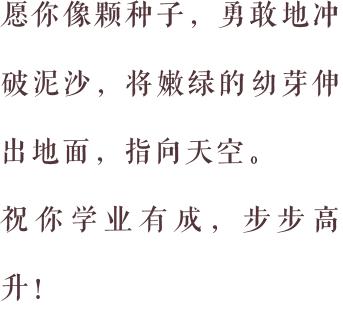 愿你像颗种子，勇敢地冲
破泥沙，将嫩绿的幼芽伸
出地面，指向天空。
祝你学业有成，步步高
升！